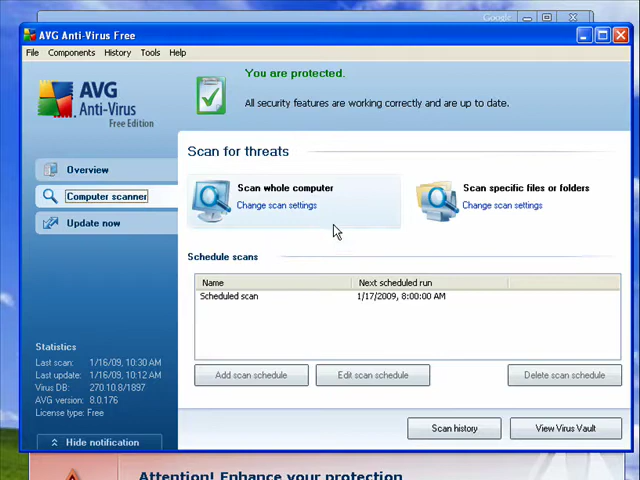 Google
AVG Anti-Virus Free
File Components History Tools Help
AVG
Anti-Virus
Free Edition
You are protected.
All security features are working correctly and are up to date.
Overview
Computer scanner
Update now
Scan for threats
Scan whole computer
Change scan settings
Scan specific files or folders
Change scan settings
Schedule scans
Name Next scheduled run
Scheduled scan 1/17/2009, 8:00:00 AM
Add scan schedule Edit scan schedule Delete scan schedule
Statistics
Last scan: 1/16/09, 10:30 AM
Last update: 1/16/09, 10:12 AM
Virus DB: 270.10.8/1897
AVG version: 8.0.176
License type: Free
Hide notification
Scan history View Virus Vault
Attention! Enhance your protection